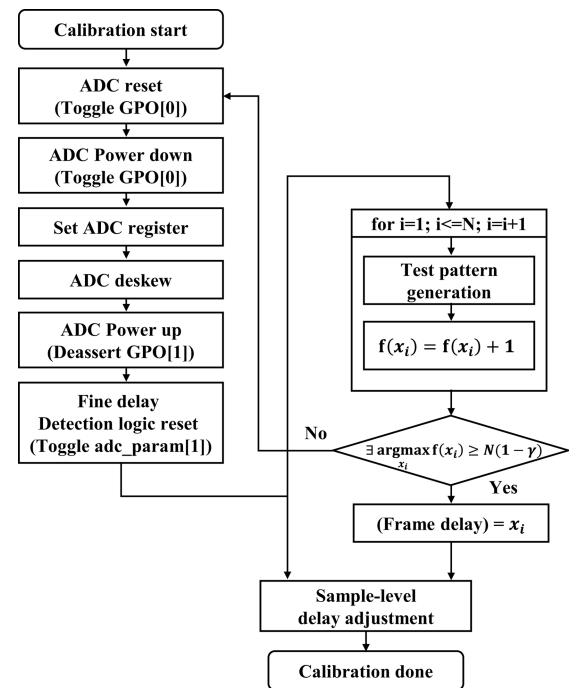 Calibration start
ADC reset
(Toggle GPO[0])
ADC Power down
(Toggle GPO[0])
Set ADC register
ADC deskew
ADC Power up
(Deassert GPO[1])
Fine delay
Detection logic reset
(Toggle adc_param[1])
for i=1; i<=N; i=i+1
Test pattern
generation
f(xᵢ) = f(xᵢ) + 1
No
∃ argmax f(xᵢ) ≥ N(1 − γ)
xᵢ
Yes
(Frame delay) = xᵢ
Sample-level
delay adjustment
Calibration done